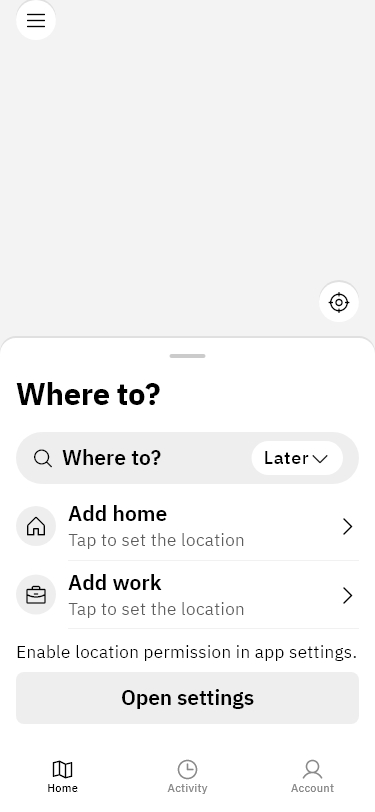 Where to?
Where to?
Later
Add home
Tap to set the location
Add work
Tap to set the location
Enable location permission in app settings.
Open settings
Home
Activity
Account